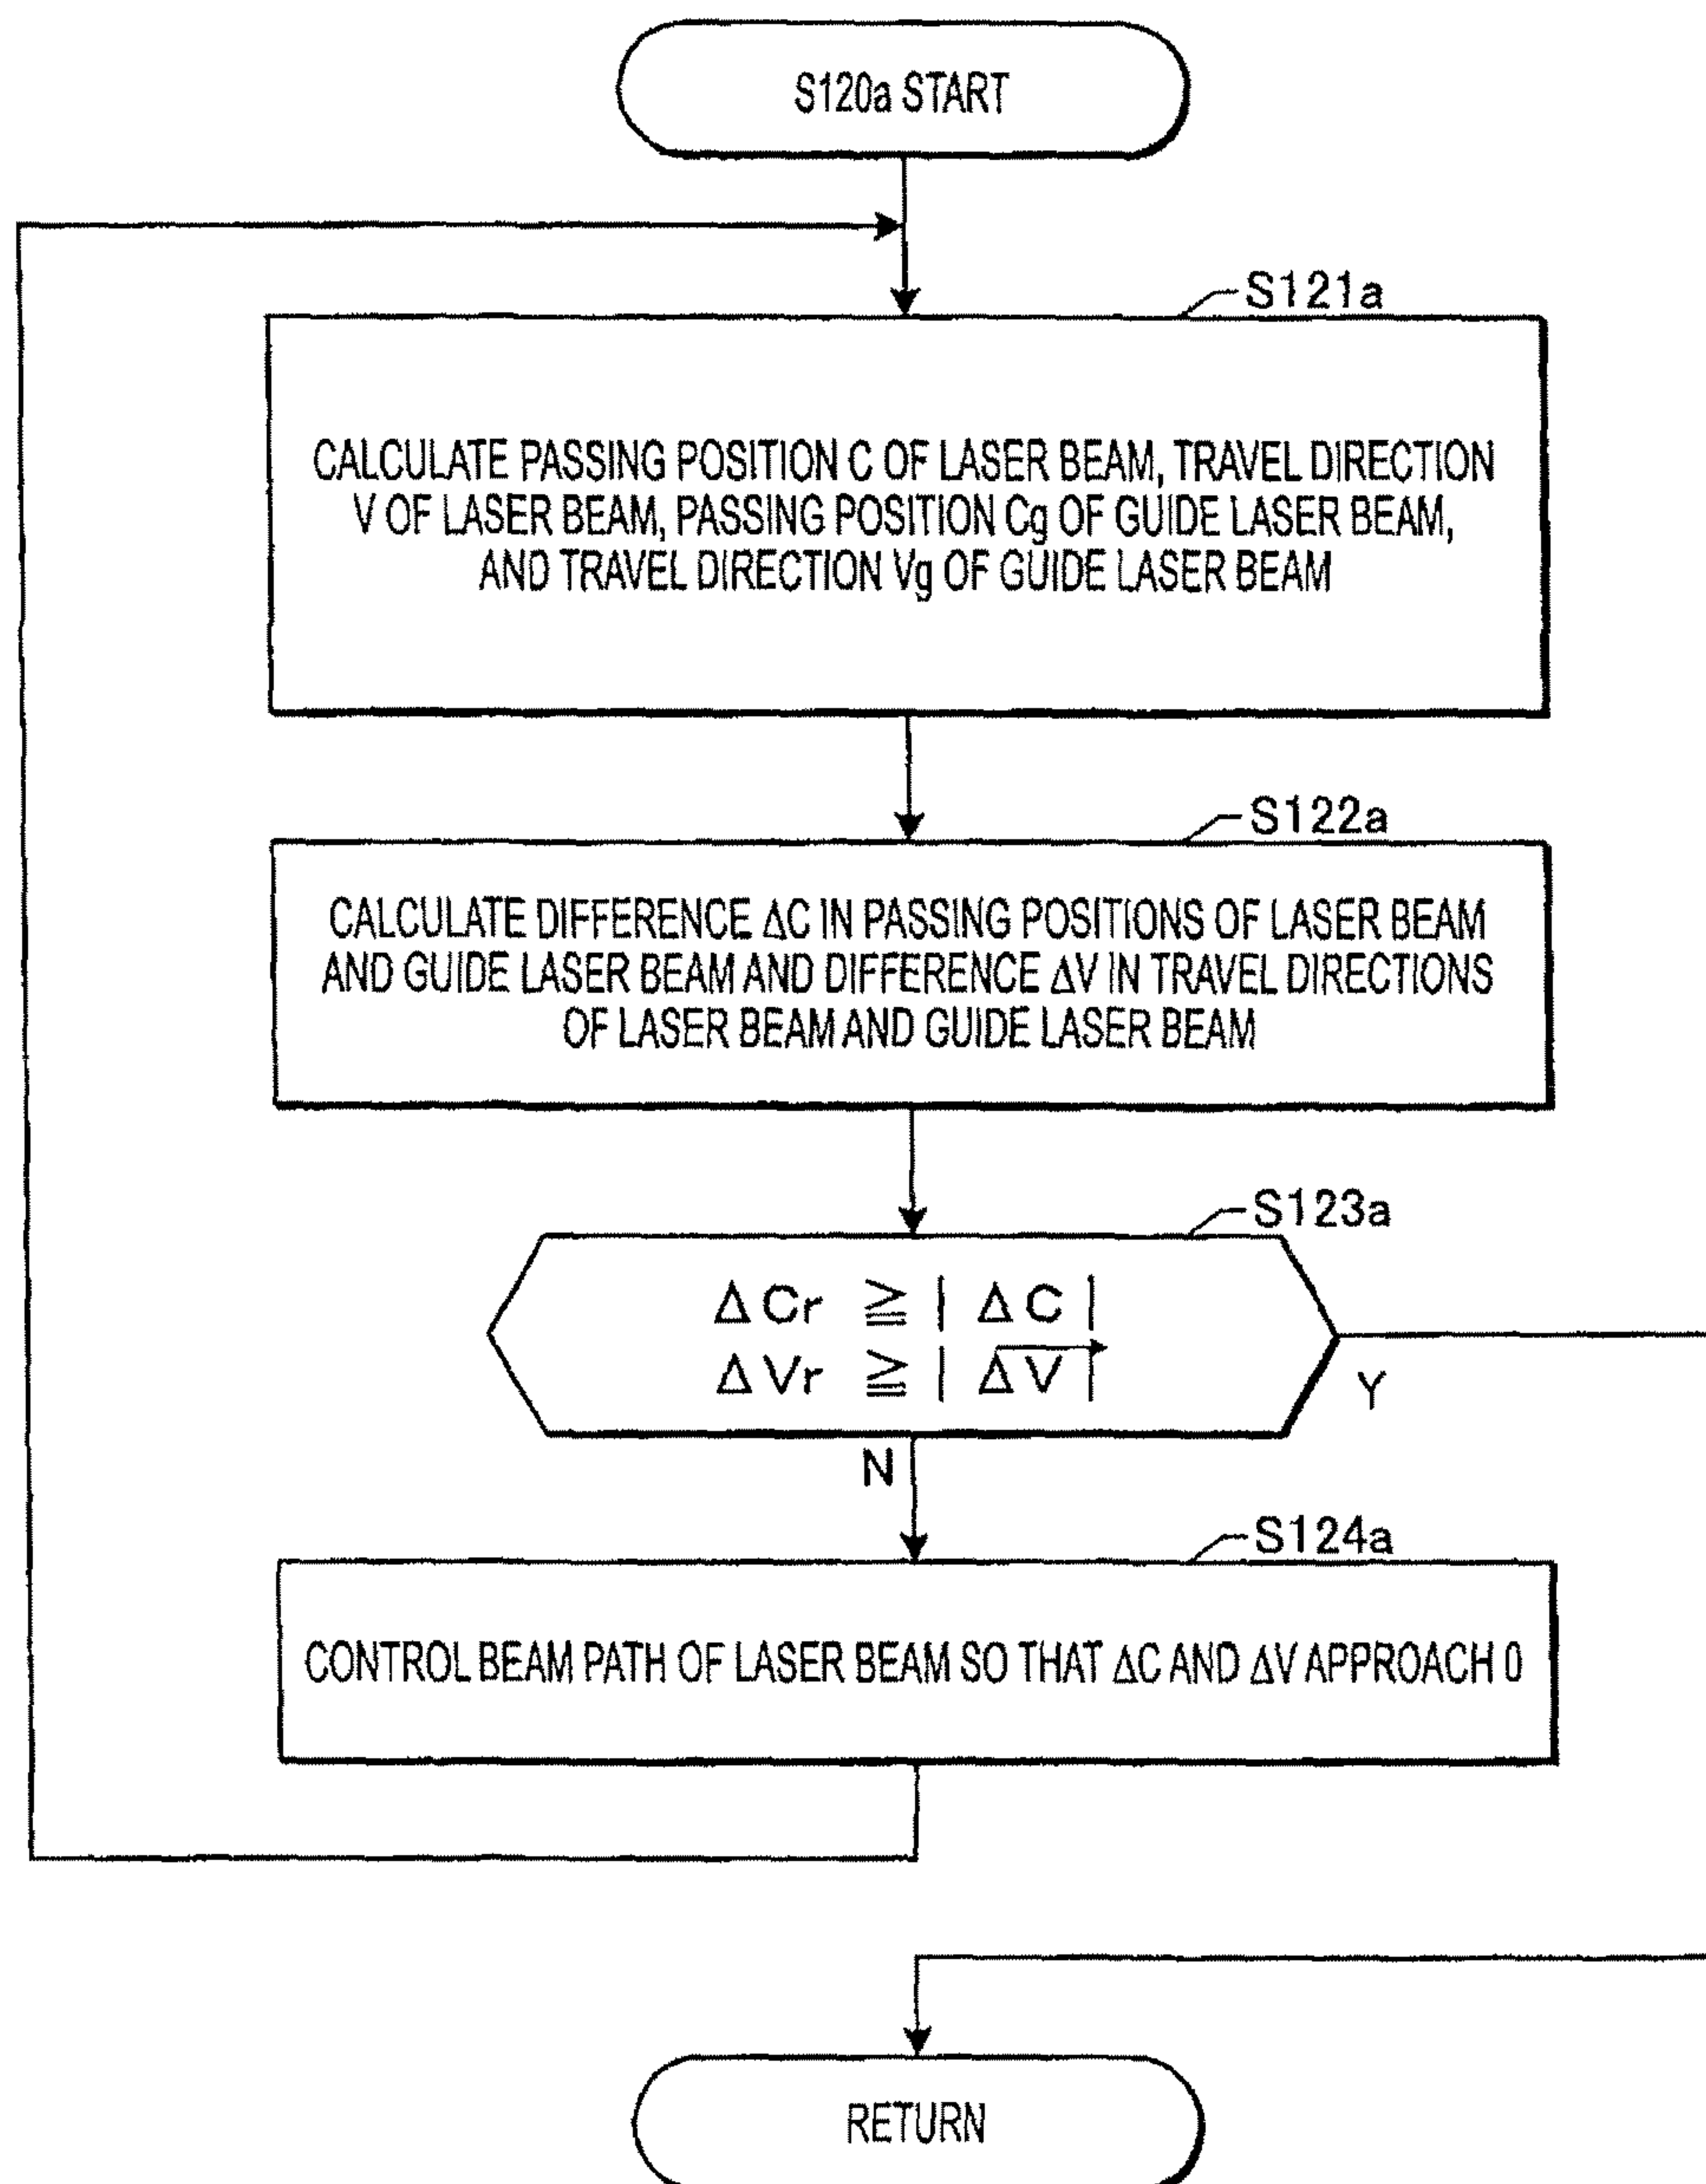 S120a START
S121a
CALCULATE PASSING POSITION C OF LASER BEAM, TRAVEL DIRECTION
V OF LASER BEAM, PASSING POSITION Cg OF GUIDE LASER BEAM,
AND TRAVEL DIRECTION Vg OF GUIDE LASER BEAM
S122a
CALCULATE DIFFERENCE ΔC IN PASSING POSITIONS OF LASER BEAM
AND GUIDE LASER BEAM AND DIFFERENCE ΔV IN TRAVEL DIRECTIONS
OF LASER BEAM AND GUIDE LASER BEAM
S123a
ΔCr ≧ | ΔC |
ΔVr ≧ | ΔV |
Y
N
S124a
CONTROL BEAM PATH OF LASER BEAM SO THAT ΔC AND ΔV APPROACH 0
RETURN